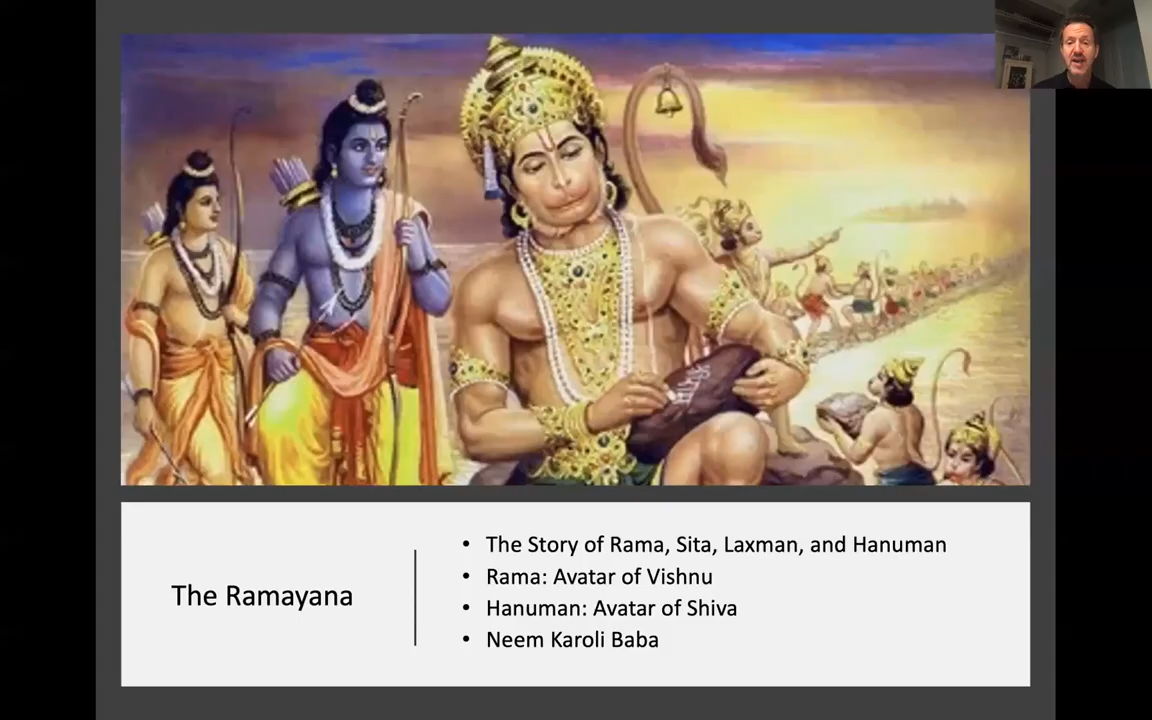 The Ramayana
• The Story of Rama, Sita, Laxman, and Hanuman
• Rama: Avatar of Vishnu
• Hanuman: Avatar of Shiva
• Neem Karoli Baba